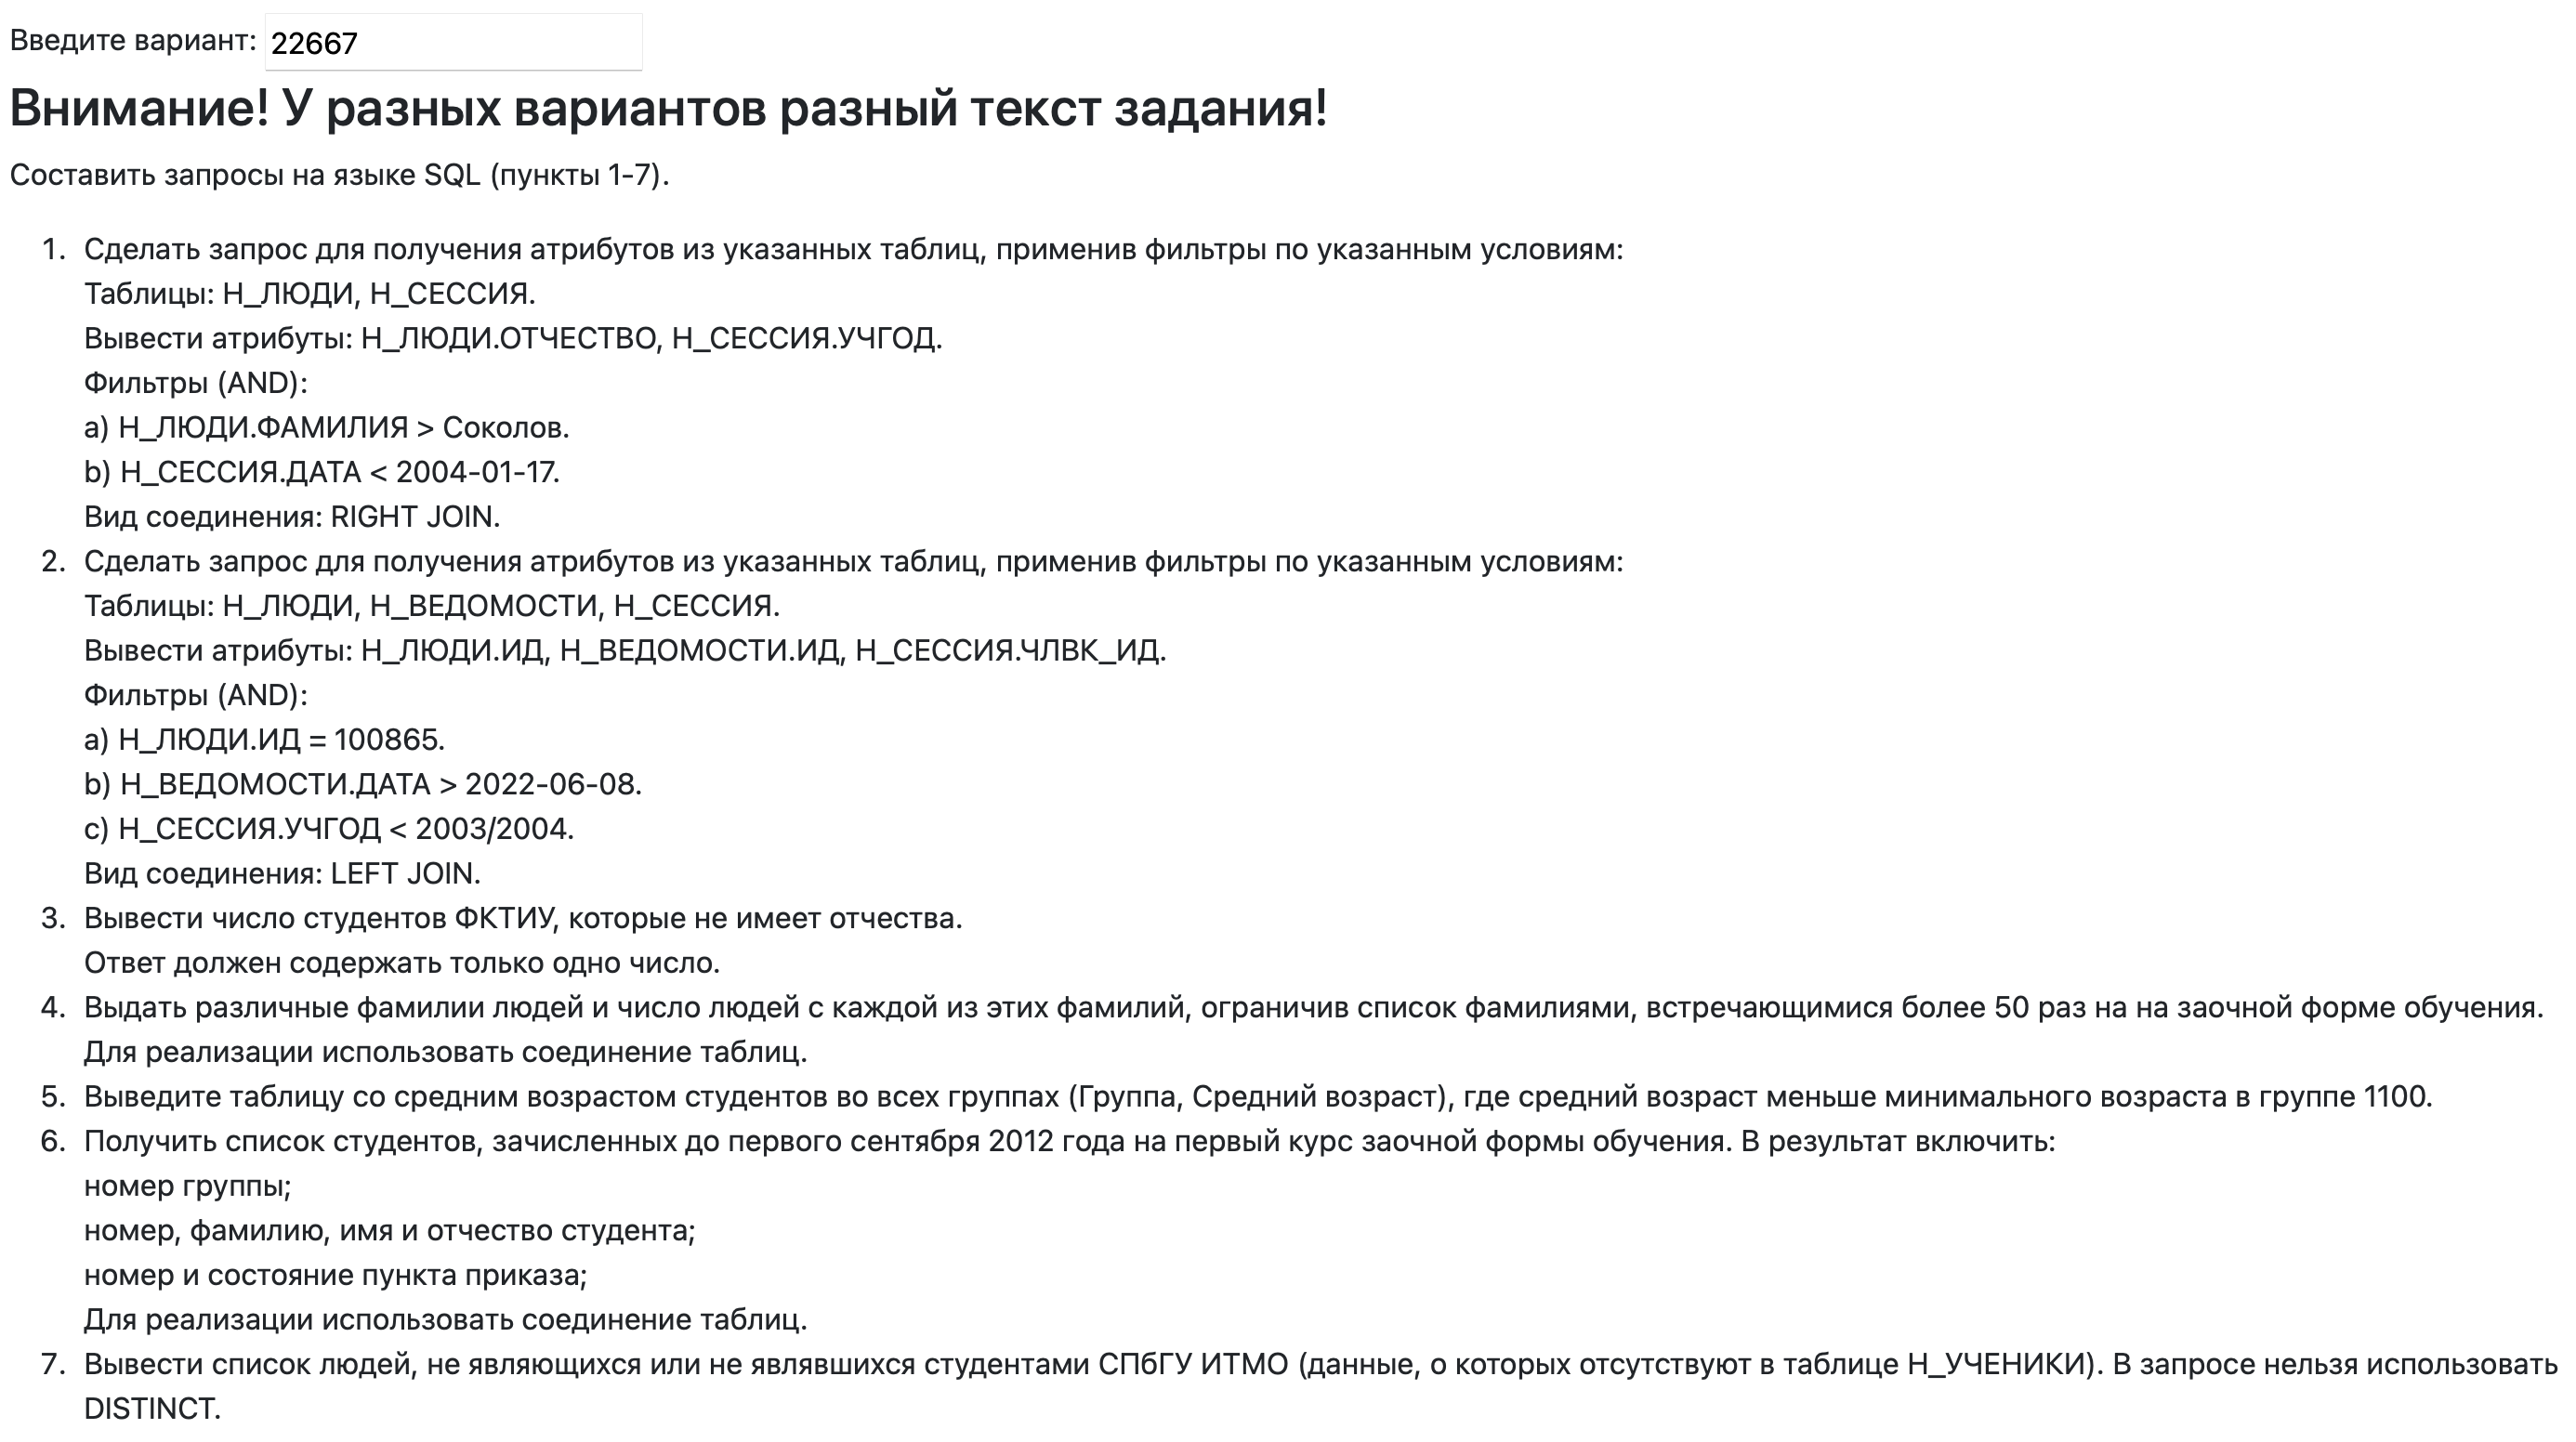 Введите вариант: 22667
Внимание! У разных вариантов разный текст задания!
Составить запросы на языке SQL (пункты 1-7).
1. Сделать запрос для получения атрибутов из указанных таблиц, применив фильтры по указанным условиям:
Таблицы: Н_ЛЮДИ, Н_СЕССИЯ.
Вывести атрибуты: Н_ЛЮДИ.ОТЧЕСТВО, Н_СЕССИЯ.УЧГОД.
Фильтры (AND):
a) Н_ЛЮДИ.ФАМИЛИЯ > Соколов.
b) Н_СЕССИЯ.ДАТА < 2004-01-17.
Вид соединения: RIGHT JOIN.
2. Сделать запрос для получения атрибутов из указанных таблиц, применив фильтры по указанным условиям:
Таблицы: Н_ЛЮДИ, Н_ВЕДОМОСТИ, Н_СЕССИЯ.
Вывести атрибуты: Н_ЛЮДИ.ИД, Н_ВЕДОМОСТИ.ИД, Н_СЕССИЯ.ЧЛВК_ИД.
Фильтры (AND):
a) Н_ЛЮДИ.ИД = 100865.
b) Н_ВЕДОМОСТИ.ДАТА > 2022-06-08.
c) Н_СЕССИЯ.УЧГОД < 2003/2004.
Вид соединения: LEFT JOIN.
3. Вывести число студентов ФКТИУ, которые не имеет отчества.
Ответ должен содержать только одно число.
4. Выдать различные фамилии людей и число людей с каждой из этих фамилий, ограничив список фамилиями, встречающимися более 50 раз на на заочной форме обучения.
Для реализации использовать соединение таблиц.
5. Выведите таблицу со средним возрастом студентов во всех группах (Группа, Средний возраст), где средний возраст меньше минимального возраста в группе 1100.
6. Получить список студентов, зачисленных до первого сентября 2012 года на первый курс заочной формы обучения. В результат включить:
номер группы;
номер, фамилию, имя и отчество студента;
номер и состояние пункта приказа;
Для реализации использовать соединение таблиц.
7. Вывести список людей, не являющихся или не являвшихся студентами СПбГУ ИТМО (данные, о которых отсутствуют в таблице Н_УЧЕНИКИ). В запросе нельзя использовать
DISTINCT.